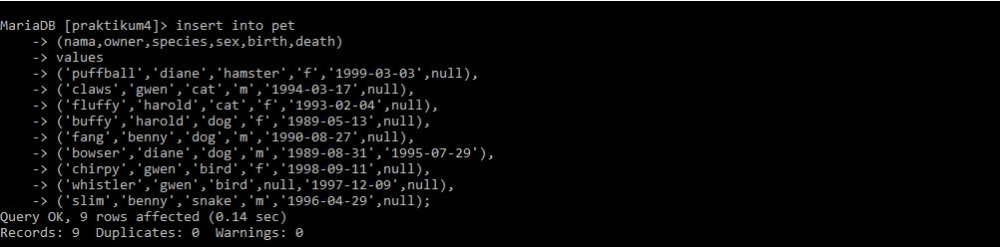 MariaDB [praktikum4]> insert into pet
-> (nama,owner,species,sex,birth,death)
-> values
-> ('puffball','diane','hamster','f','1999-03-03',null),
-> ('claws','gwen','cat','m','1994-03-17',null),
-> ('fluffy','harold','cat','f','1993-02-04',null),
-> ('buffy','harold','dog','f','1989-05-13',null),
-> ('fang','benny','dog','m','1990-08-27',null),
-> ('bowser','diane','dog','m','1989-08-31','1995-07-29'),
-> ('chirpy','gwen','bird','f','1998-09-11',null),
-> ('whistler','gwen','bird',null,'1997-12-09',null),
-> ('slim','benny','snake','m','1996-04-29',null);
Query OK, 9 rows affected (0.14 sec)
Records: 9  Duplicates: 0  Warnings: 0